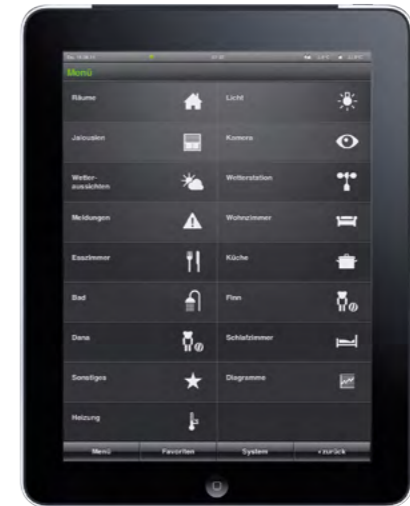 Menü
Räume
Licht
Jalousien
Kamera
Wetter-
aussichten
Wetterstation
Meldungen
Wohnzimmer
Esszimmer
Küche
Bad
Finn
Dana
Schlafzimmer
Sonstiges
Diagramme
Heizung
Menü Favoriten System < zurück